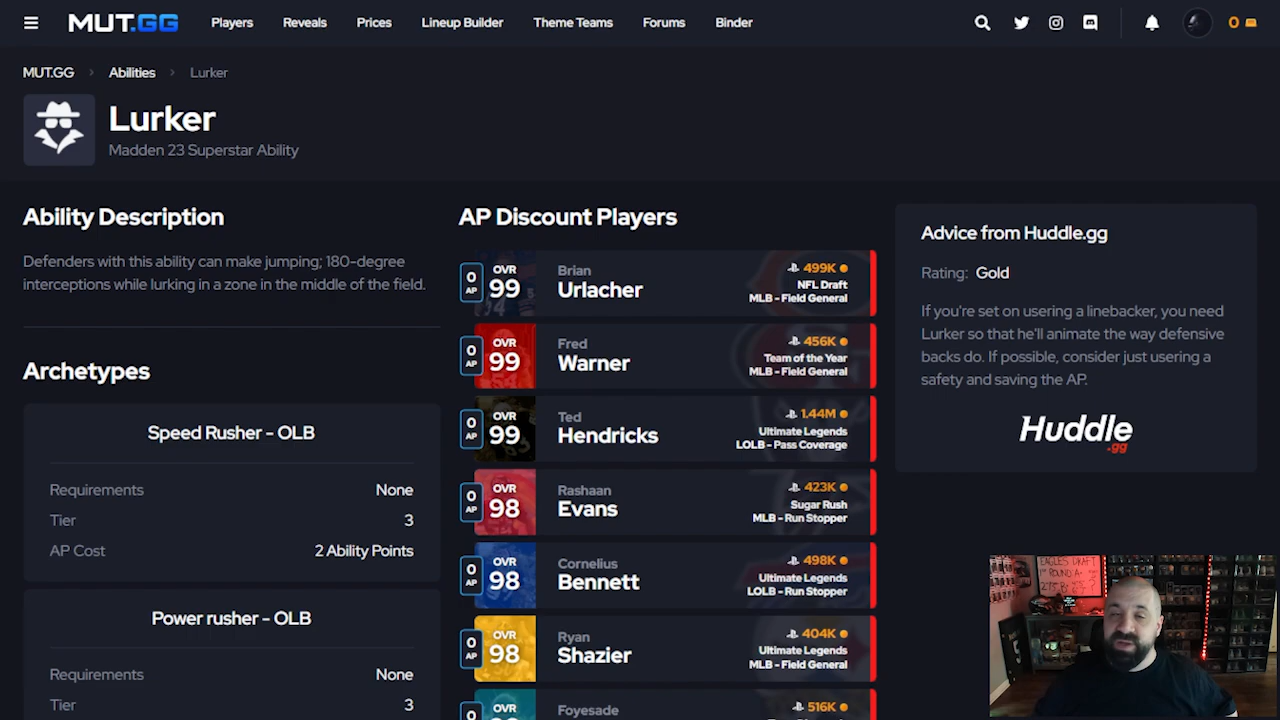 MUT.GG
Players
Reveals
Prices
Lineup Builder
Theme Teams
Forums
Binder
0
MUT.GG > Abilities > Lurker
Lurker
Madden 23 Superstar Ability
Ability Description
Defenders with this ability can make jumping; 180-degree
interceptions while lurking in a zone in the middle of the field.
Archetypes
Speed Rusher - OLB
Requirements None
Tier 3
AP Cost 2 Ability Points
Power rusher - OLB
Requirements None
Tier 3
AP Discount Players
0 AP
OVR 99
Brian
Urlacher
499K
NFL Draft
MLB - Field General
0 AP
OVR 99
Fred
Warner
456K
Team of the Year
MLB - Field General
0 AP
OVR 99
Ted
Hendricks
1.44M
Ultimate Legends
LOLB - Pass Coverage
0 AP
OVR 98
Rashaan
Evans
423K
Sugar Rush
MLB - Run Stopper
0 AP
OVR 98
Cornelius
Bennett
498K
Ultimate Legends
LOLB - Run Stopper
0 AP
OVR 98
Ryan
Shazier
404K
Ultimate Legends
MLB - Field General
OVR
Foyesade
516K
Advice from Huddle.gg
Rating: Gold
If you're set on usering a linebacker, you need
Lurker so that he'll animate the way defensive
backs do. If possible, consider just usering a
safety and saving the AP.
Huddle
.gg
EAGLES DRAFT
1st ROUND A-